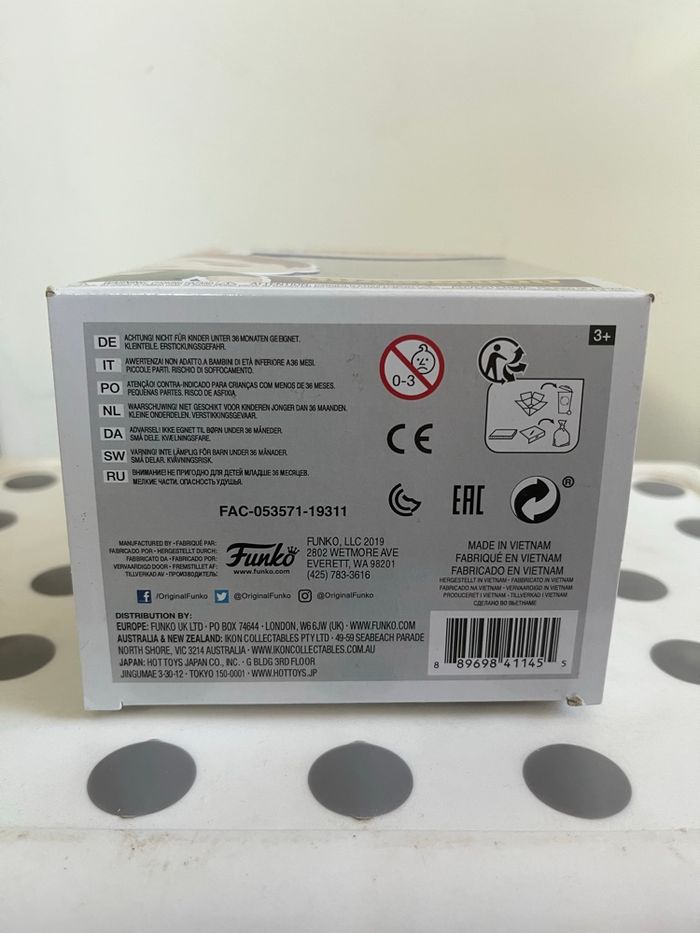 3+
DE ACHTUNG! NICHT FÜR KINDER UNTER 36 MONATEN GEEIGNET.
KLEINTEILE. ERSTICKUNGSGEFAHR.
IT AWERTENZA! NON ADATTO A BAMBINI DI ETÀ INFERIORE A 36 MESI.
PICCOLE PARTI. RISCHIO DI SOFFOCAMENTO.
PO ATENÇÃO! CONTRA-INDICADO PARA CRIANÇAS COM MENOS DE 36 MESES.
PEQUENAS PARTES. RISCO DE ASFIXIA.
NL WAARSCHUWING! NIET GESCHIKT VOOR KINDEREN JONGER DAN 36 MAANDEN.
KLEINE ONDERDELEN. VERSTIKKINGSGEVAAR.
DA ADVARSEL! IKKE EGNET TIL BØRN UNDER 36 MÅNEDER.
SMÅ DELE. KVÆLNINGSFARE.
SW VARNING! INTE LÄMPLIG FÖR BARN UNDER 36 MÅNADER.
SMÅ DELAR. KVÄVNINGSRISK.
RU ВНИМАНИЕ! НЕ ПРИГОДНО ДЛЯ ДЕТЕЙ МЛАДШЕ 36 МЕСЯЦЕВ.
МЕЛКИЕ ЧАСТИ, ОПАСНОСТЬ УДУШЬЯ.
0-3
CE
EAC
®
FAC-053571-19311
MANUFACTURED BY • FABRIQUÉ PAR:
FABRICADO POR • HERGESTELLT DURCH:
FABBRICATO DA • FABRICADO POR:
VERVAARDIGD DOOR • FREMSTILLET AF:
TILLVERKAD AV • ПРОИЗВОДИТЕЛЬ:
Funko
www.funko.com
FUNKO, LLC 2019
2802 WETMORE AVE
EVERETT, WA 98201
(425) 783-3616
MADE IN VIETNAM
FABRIQUÉ EN VIETNAM
FABRICADO EN VIETNAM
HERGESTELLT IN VIETNAM • FABBRICATO IN VIETNAM
FABRICADO NA VIETNAM • VERVAARDIGD IN VIETNAM
PRODUCERET I VIETNAM • TILLVERKAD I VIETNAM
СДЕЛАНО ВО ВЬЕТНАМЕ
/OriginalFunko @OriginalFunko @OriginalFunko
DISTRIBUTION BY:
EUROPE: FUNKO UK LTD • PO BOX 74644 • LONDON, W6 6JW (UK) • WWW.FUNKO.COM
AUSTRALIA & NEW ZEALAND: IKON COLLECTABLES PTY LTD • 49-59 SEABEACH PARADE
NORTH SHORE, VIC 3214 AUSTRALIA • WWW.IKONCOLLECTABLES.COM.AU
JAPAN: HOT TOYS JAPAN CO., INC. • G BLDG 3RD FLOOR
JINGUMAE 3-30-12 • TOKYO 150-0001 • WWW.HOTTOYS.JP
8 89698 41145 5